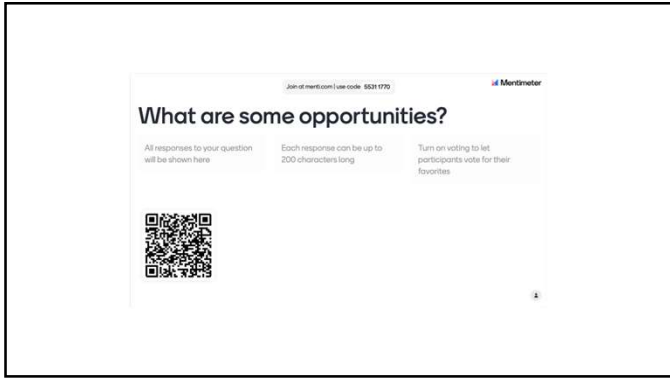 Join at menti.com | use code 5531 1770
Mentimeter
What are some opportunities?
All responses to your question
will be shown here
Each response can be up to
200 characters long
Turn on voting to let
participants vote for their
favorites